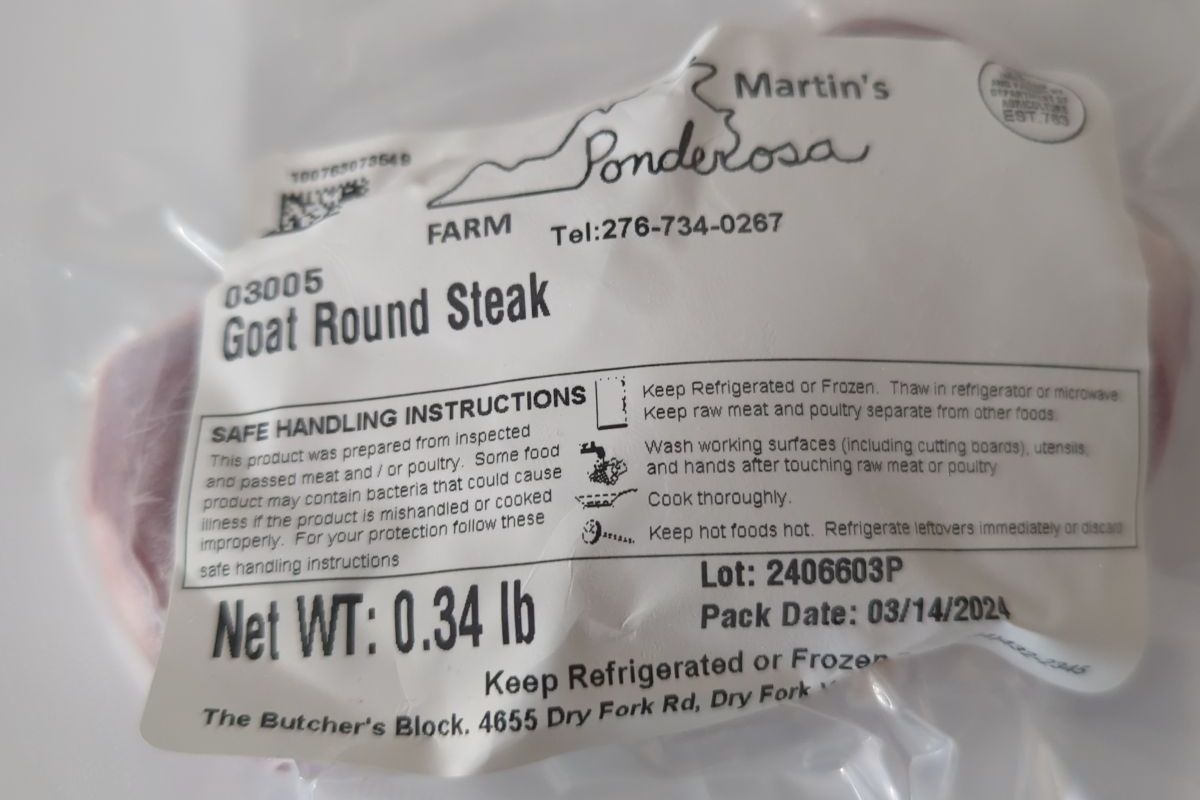 Martin's
Ponderosa
FARM Tel:276-734-0267
DEPARTMENT OF
AGRICULTURE
EST.763
03005
Goat Round Steak
SAFE HANDLING INSTRUCTIONS
This product was prepared from inspected
and passed meat and / or poultry. Some food
product may contain bacteria that could cause
illness if the product is mishandled or cooked
improperly. For your protection follow these
safe handling instructions
Keep Refrigerated or Frozen. Thaw in refrigerator or microwave.
Keep raw meat and poultry separate from other foods.
Wash working surfaces (including cutting boards), utensils,
and hands after touching raw meat or poultry
Cook thoroughly.
Keep hot foods hot. Refrigerate leftovers immediately or discard
Net WT: 0.34 lb
Lot: 2406603P
Pack Date: 03/14/2024
Keep Refrigerated or Frozen
The Butcher's Block. 4655 Dry Fork Rd, Dry Fork